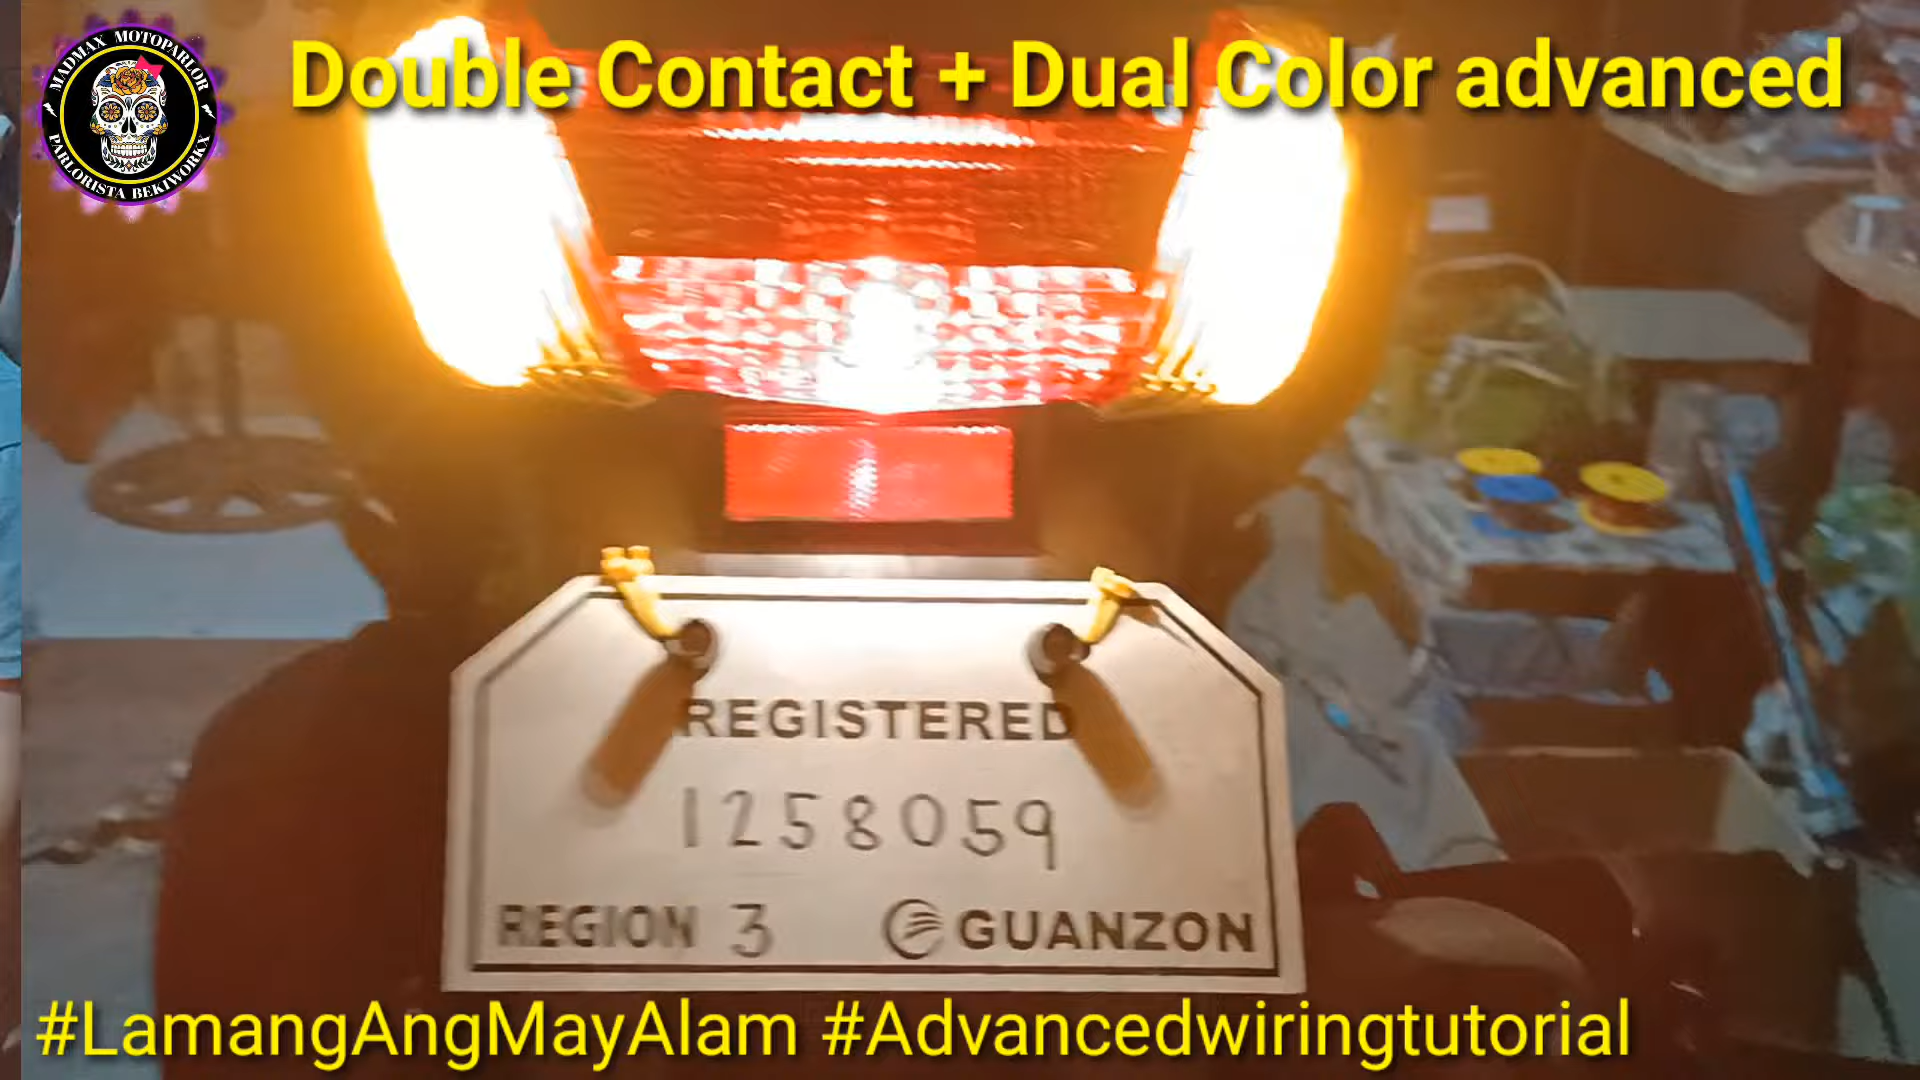 MADMAX MOTOPARLOR
PARLORISTA BEKIWORKX
Double Contact + Dual Color advanced
REGISTERED
1258059
REGION 3 GUANZON
#LamangAngMayAlam #Advancedwiringtutorial